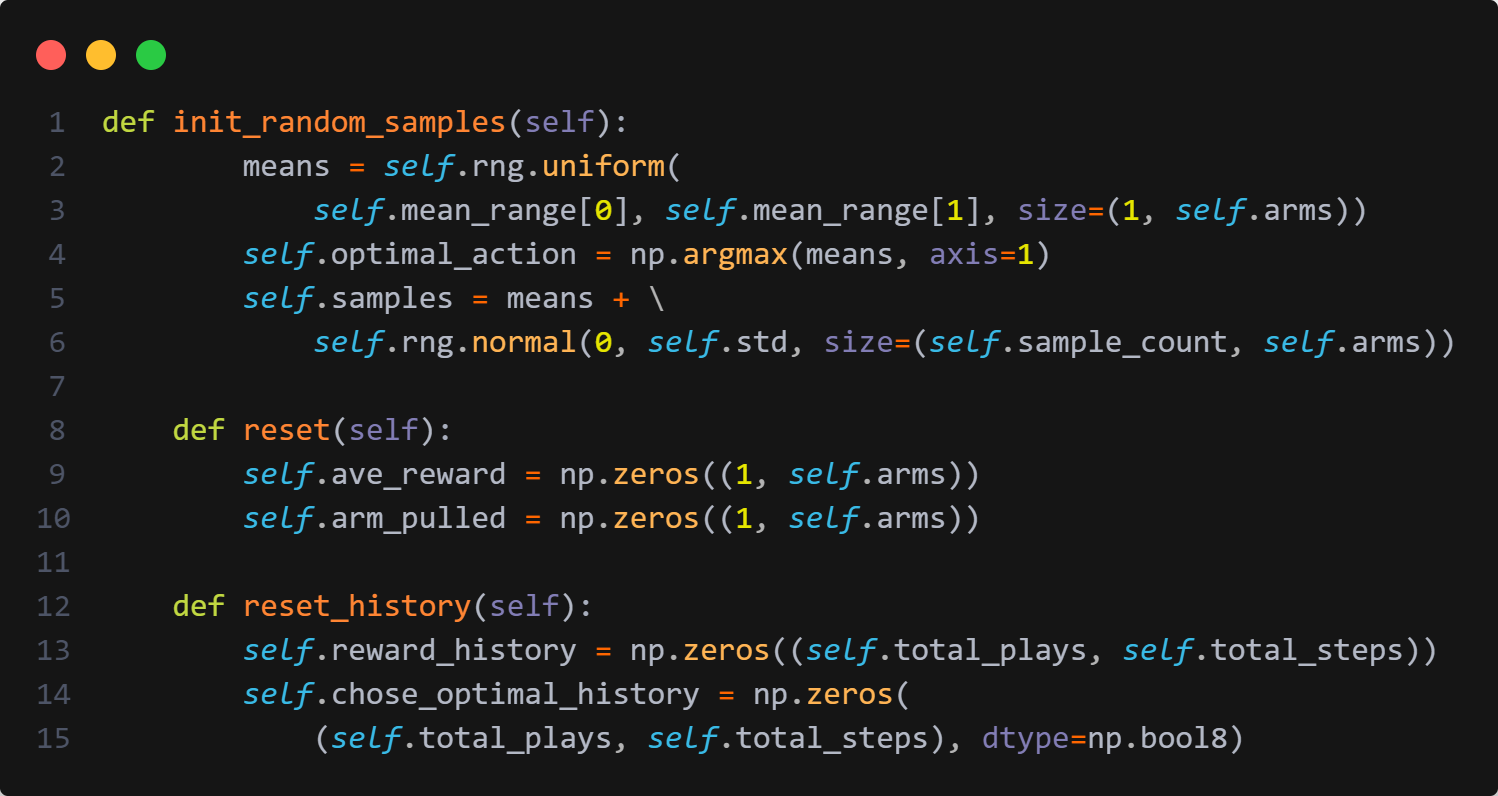 1 def init_random_samples(self):
2         means = self.rng.uniform(
3             self.mean_range[0], self.mean_range[1], size=(1, self.arms))
4         self.optimal_action = np.argmax(means, axis=1)
5         self.samples = means + \
6             self.rng.normal(0, self.std, size=(self.sample_count, self.arms))
7
8     def reset(self):
9         self.ave_reward = np.zeros((1, self.arms))
10         self.arm_pulled = np.zeros((1, self.arms))
11
12     def reset_history(self):
13         self.reward_history = np.zeros((self.total_plays, self.total_steps))
14         self.chose_optimal_history = np.zeros(
15             (self.total_plays, self.total_steps), dtype=np.bool8)